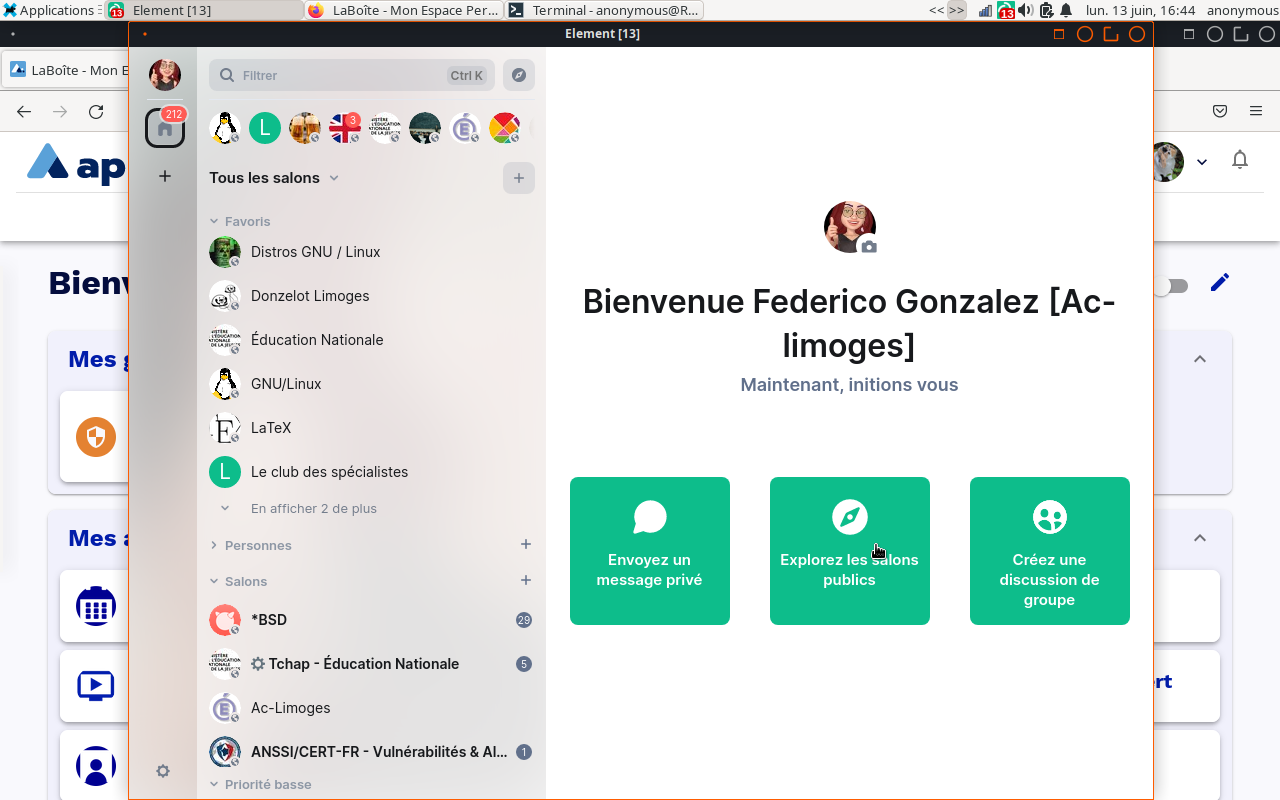 Applications
13
Element [13]
LaBoîte - Mon Espace Per...
Terminal - anonymous@R...
<< >>
13
lun. 13 juin, 16:44
anonymous
Element [13]
LaBoîte - Mon E
Filtrer
Ctrl K
212
L
3
ap
Tous les salons
Bienv
Favoris
Distros GNU / Linux
Donzelot Limoges
Éducation Nationale
GNU/Linux
LaTeX
L
Le club des spécialistes
En afficher 2 de plus
Personnes
Salons
*BSD
29
Tchap - Éducation Nationale
5
Ac-Limoges
ANSSI/CERT-FR - Vulnérabilités & Al...
1
Priorité basse
Mes g
Mes a
Bienvenue Federico Gonzalez [Ac-
limoges]
Maintenant, initions vous
Envoyez un
message privé
Explorez les salons
publics
Créez une
discussion de
groupe
ert